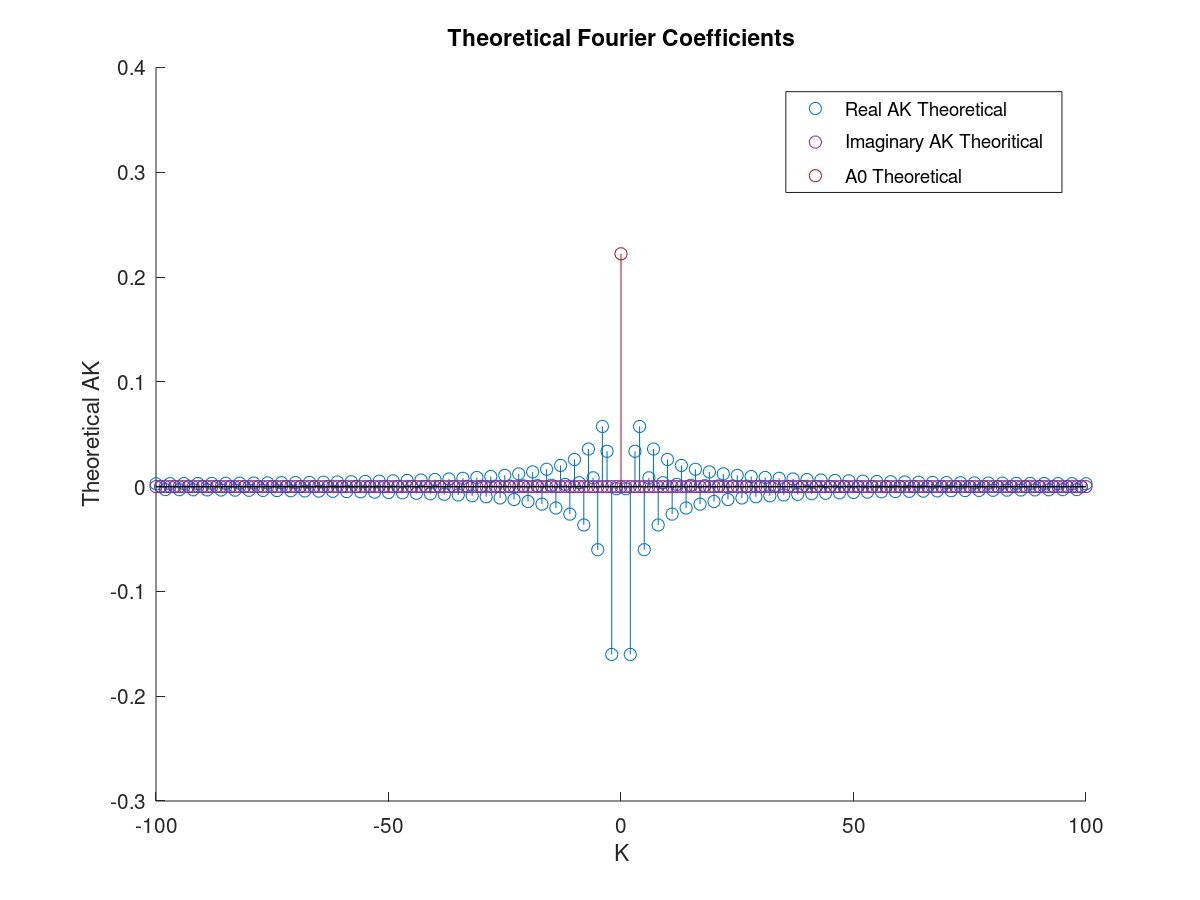 Theoretical Fourier Coefficients
0.4
0.3
0.2
0.1
0
-0.1
-0.2
-0.3
Theoretical AK
Real AK Theoretical
Imaginary AK Theoritical
A0 Theoretical
-100
-50
0
50
100
K